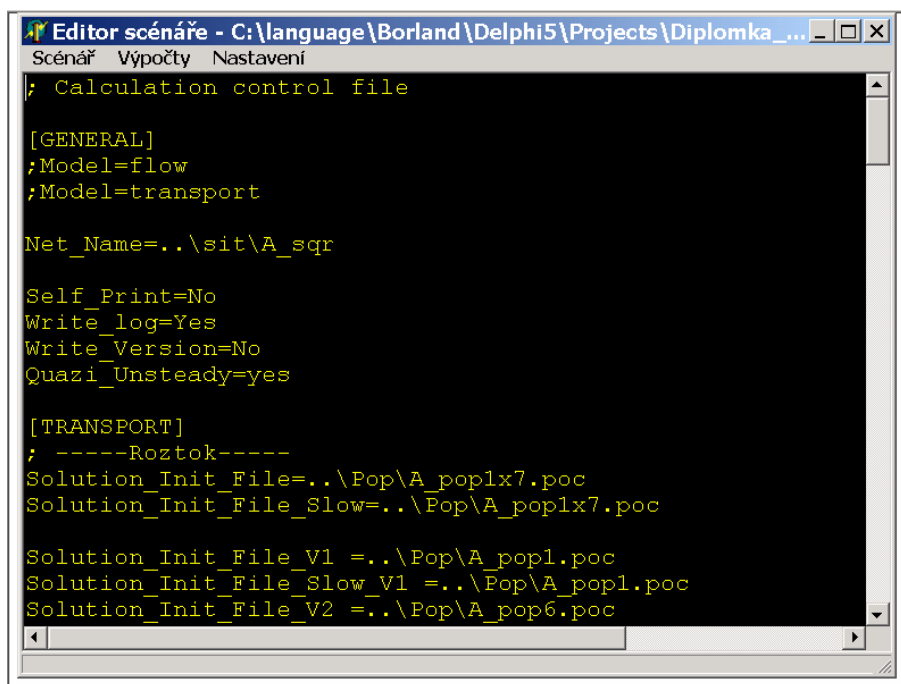 Editor scénáře - C:\language\Borland\Delphi5\Projects\Diplomka_...
Scénář Výpočty Nastavení
; Calculation control file
[GENERAL]
;Model=flow
;Model=transport
Net_Name=..\sit\A_sqr
Self_Print=No
Write_log=Yes
Write_Version=No
Quazi_Unsteady=yes
[TRANSPORT]
; -----Roztok-----
Solution_Init_File=..\Pop\A_pop1x7.poc
Solution_Init_File_Slow=..\Pop\A_pop1x7.poc
Solution_Init_File_V1 =..\Pop\A_pop1.poc
Solution_Init_File_Slow_V1 =..\Pop\A_pop1.poc
Solution_Init_File_V2 =..\Pop\A_pop6.poc